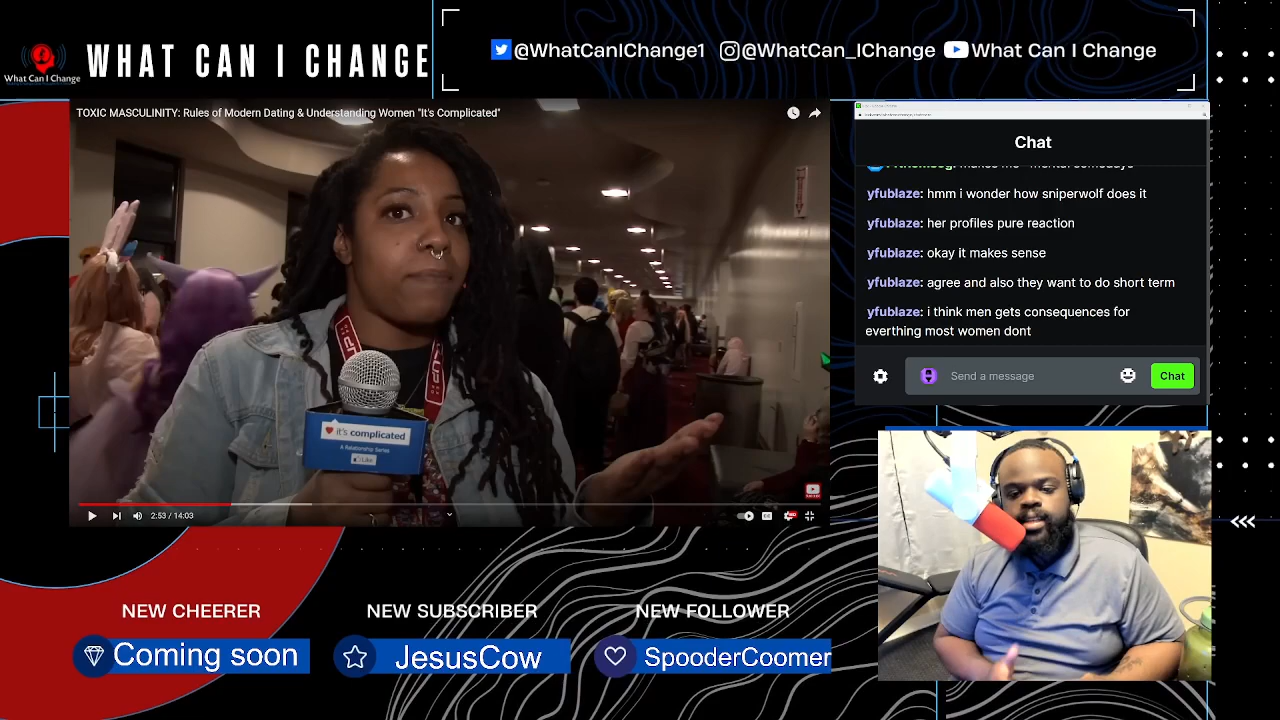 WHAT CAN I CHANGE
What Can I Change
@WhatCanIChange1 @WhatCan_IChange What Can I Change
TOXIC MASCULINITY: Rules of Modern Dating & Understanding Women "It's Complicated"
Chat
yfublaze: hmm i wonder how sniperwolf does it
yfublaze: her profiles pure reaction
yfublaze: okay it makes sense
yfublaze: agree and also they want to do short term
yfublaze: i think men gets consequences for
everthing most women dont
Send a message
Chat
it's complicated
A Relationship Series
Like
2:53 / 14:03
NEW CHEERER
Coming soon
NEW SUBSCRIBER
JesusCow
NEW FOLLOWER
SpooderCoomer